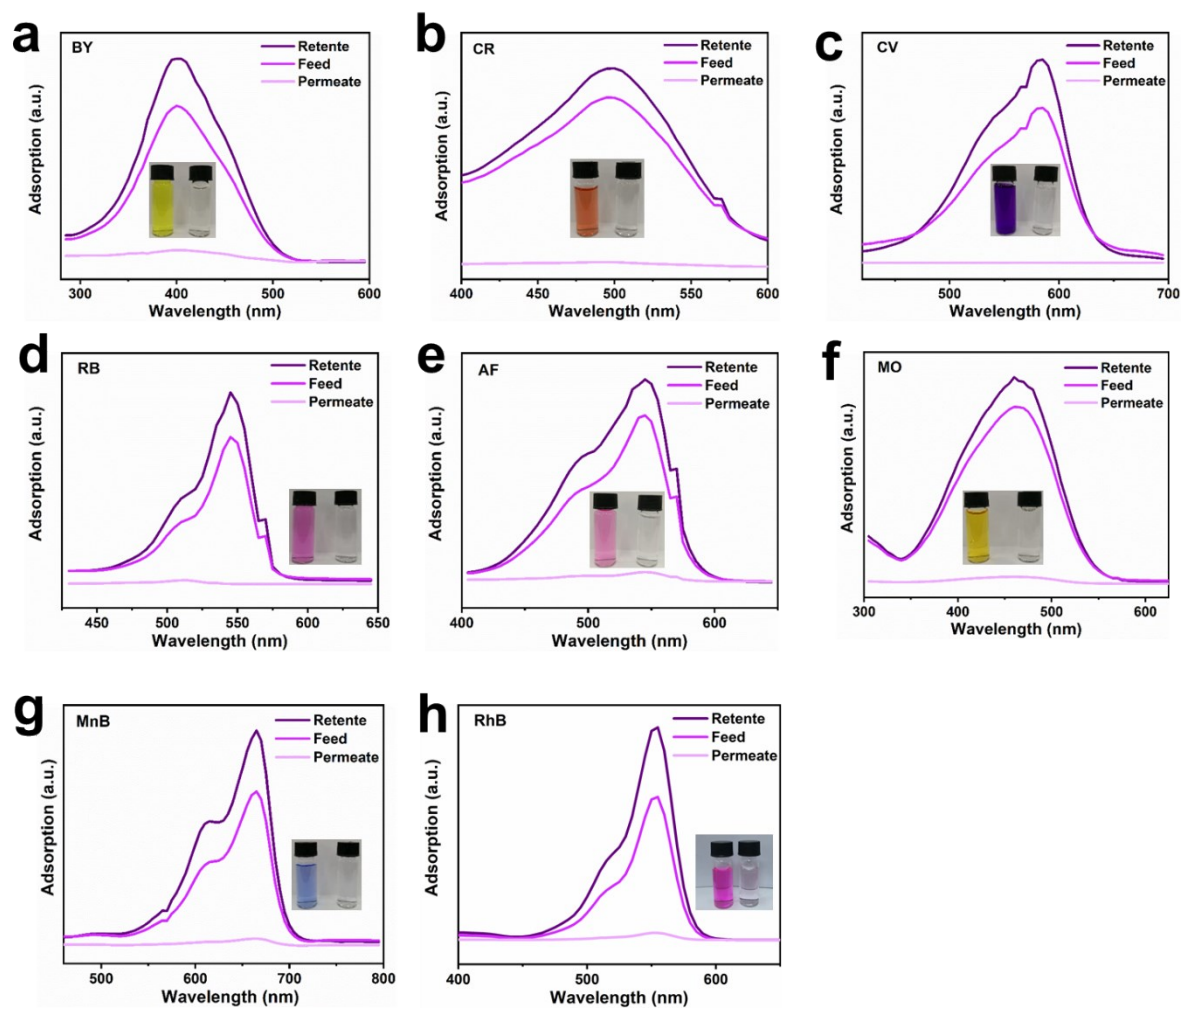 a
BY
Retente
Feed
Permeate
Adsorption (a.u.)
300 400 500 600
Wavelength (nm)
b
CR
Retente
Feed
Permeate
Adsorption (a.u.)
400 450 500 550 600
Wavelength (nm)
c
CV
Retente
Feed
Permeate
Adsorption (a.u.)
500 600 700
Wavelength (nm)
d
RB
Retente
Feed
Permeate
Adsorption (a.u.)
450 500 550 600 650
Wavelength (nm)
e
AF
Retente
Feed
Permeate
Adsorption (a.u.)
400 500 600
Wavelength (nm)
f
MO
Retente
Feed
Permeate
Adsorption (a.u.)
300 400 500 600
Wavelength (nm)
g
MnB
Retente
Feed
Permeate
Adsorption (a.u.)
500 600 700 800
Wavelength (nm)
h
RhB
Retente
Feed
Permeate
Adsorption (a.u.)
400 500 600
Wavelength (nm)